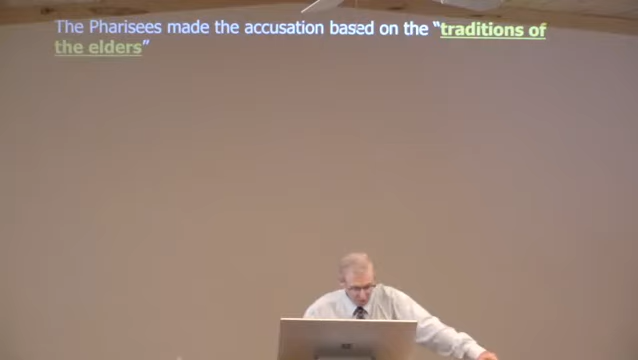 The Pharisees made the accusation based on the “traditions of
the elders”